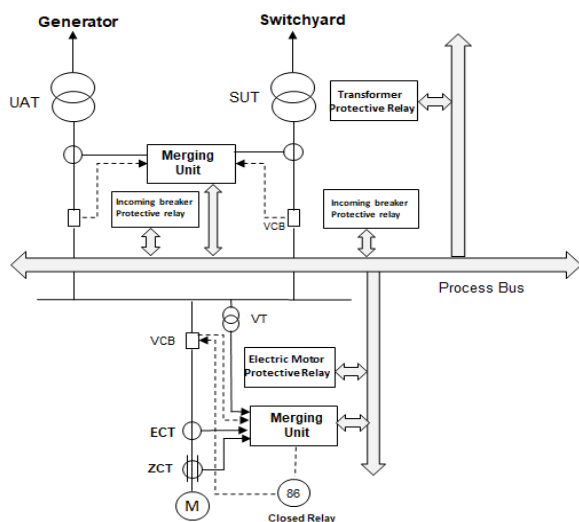 Generator
Switchyard
UAT
SUT
Transformer
Protective Relay
Merging
Unit
Incoming breaker
Protective relay
VCB
Incoming breaker
Protective relay
Process Bus
VT
VCB
Electric Motor
Protective Relay
ECT
Merging
Unit
ZCT
M
86
Closed Relay